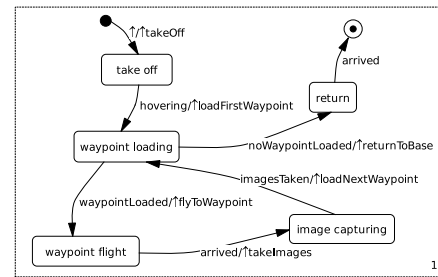 ↑/↑takeOff
take off
arrived
return
hovering/↑loadFirstWaypoint
waypoint loading
noWaypointLoaded/↑returnToBase
imagesTaken/↑loadNextWaypoint
waypointLoaded/↑flyToWaypoint
image capturing
waypoint flight
arrived/↑takeImages
1